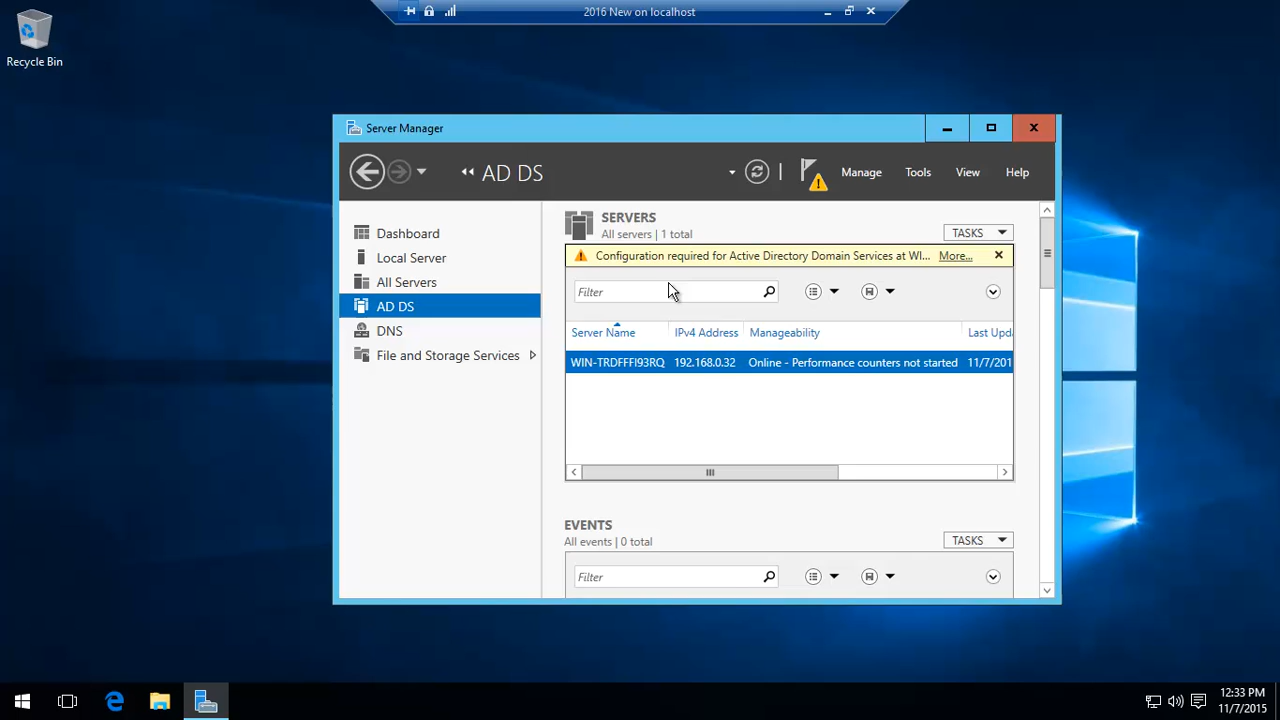 2016 New on localhost
Recycle Bin
Server Manager
AD DS
Manage Tools View Help
Dashboard
Local Server
All Servers
AD DS
DNS
File and Storage Services
SERVERS
All servers | 1 total
TASKS
Configuration required for Active Directory Domain Services at WI... More...
Filter
Server Name IPv4 Address Manageability Last Upda
WIN-TRDFFFI93RQ 192.168.0.32 Online - Performance counters not started 11/7/201
EVENTS
All events | 0 total
TASKS
Filter
12:33 PM
11/7/2015